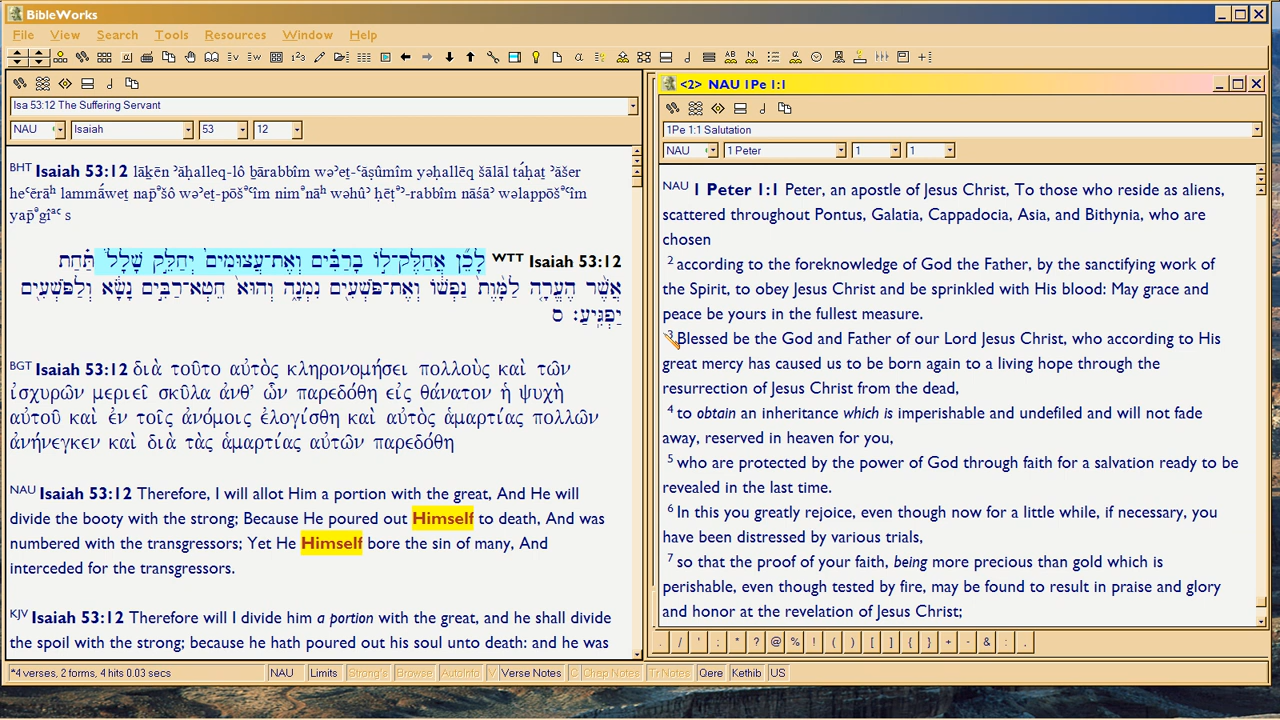 BibleWorks
File View Search Tools Resources Window Help
Isa 53:12 The Suffering Servant
NAU Isaiah 53 12
BHT Isaiah 53:12 lāḵēn ʾăḥalleq-lô ḇārabbîm wəʾeṯ-ʿăṣûmîm yəḥallēq šālāl táḥaṯ ʾăšer
heʿĕrāʰ lammā́weṯ nap̄ᵊšô wəʾeṯ-pōšᵊʿîm nimᵊnāʰ wəhûʾ ḥēṭᵊʾ-rabbîm nāśāʾ wəlappōšᵊʿîm
yap̄ᵊgîᵃᶜ s
WTT Isaiah 53:12 לָכֵ֞ן אֲחַלֶּק־ל֣וֹ בָרַבִּ֗ים וְאֶת־עֲצוּמִים֮ יְחַלֵּ֣ק שָׁלָל֒ תַּ֗חַת
אֲשֶׁ֨ר הֶעֱרָ֤ה לַמָּ֙וֶת֙ נַפְשׁ֔וֹ וְאֶת־פֹּשְׁעִ֖ים נִמְנָ֑ה וְהוּא֙ חֵטְא־רַבִּ֣ים נָשָׂ֔א וְלַפֹּשְׁעִ֖ים
יַפְגִּֽיעַ׃ ס
BGT Isaiah 53:12 διὰ τοῦτο αὐτὸς κληρονομήσει πολλοὺς καὶ τῶν
ἰσχυρῶν μεριεῖ σκῦλα ἀνθ᾽ ὧν παρεδόθη εἰς θάνατον ἡ ψυχὴ
αὐτοῦ καὶ ἐν τοῖς ἀνόμοις ἐλογίσθη καὶ αὐτὸς ἁμαρτίας πολλῶν
ἀνήνεγκεν καὶ διὰ τὰς ἁμαρτίας αὐτῶν παρεδόθη
NAU Isaiah 53:12 Therefore, I will allot Him a portion with the great, And He will
divide the booty with the strong; Because He poured out Himself to death, And was
numbered with the transgressors; Yet He Himself bore the sin of many, And
interceded for the transgressors.
KJV Isaiah 53:12 Therefore will I divide him a portion with the great, and he shall divide
the spoil with the strong; because he hath poured out his soul unto death: and he was
<2> NAU 1Pe 1:1
1Pe 1:1 Salutation
NAU 1 Peter 1 1
NAU 1 Peter 1:1 Peter, an apostle of Jesus Christ, To those who reside as aliens,
scattered throughout Pontus, Galatia, Cappadocia, Asia, and Bithynia, who are
chosen
2 according to the foreknowledge of God the Father, by the sanctifying work of
the Spirit, to obey Jesus Christ and be sprinkled with His blood: May grace and
peace be yours in the fullest measure.
3 Blessed be the God and Father of our Lord Jesus Christ, who according to His
great mercy has caused us to be born again to a living hope through the
resurrection of Jesus Christ from the dead,
4 to obtain an inheritance which is imperishable and undefiled and will not fade
away, reserved in heaven for you,
5 who are protected by the power of God through faith for a salvation ready to be
revealed in the last time.
6 In this you greatly rejoice, even though now for a little while, if necessary, you
have been distressed by various trials,
7 so that the proof of your faith, being more precious than gold which is
perishable, even though tested by fire, may be found to result in praise and glory
and honor at the revelation of Jesus Christ;
. / ' ; * ? @ % ! ( ) [ ] { } + - & : ,
*4 verses, 2 forms, 4 hits 0.03 secs NAU Limits Strong's Browse AutoInfo V Verse Notes C Chap Notes Tr Notes Qere Kethib US